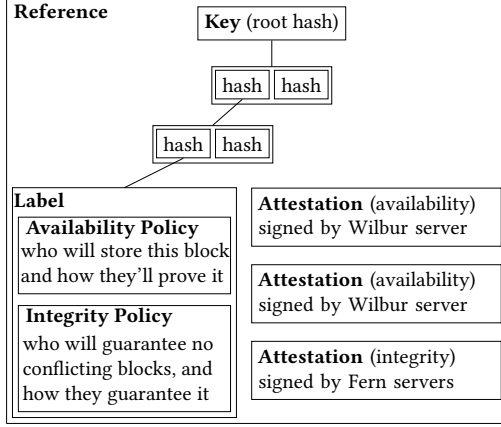 Reference
Key (root hash)
hash hash
hash hash
Label
Availability Policy
who will store this block
and how they'll prove it
Integrity Policy
who will guarantee no
conflicting blocks, and
how they guarantee it
Attestation (availability)
signed by Wilbur server
Attestation (availability)
signed by Wilbur server
Attestation (integrity)
signed by Fern servers